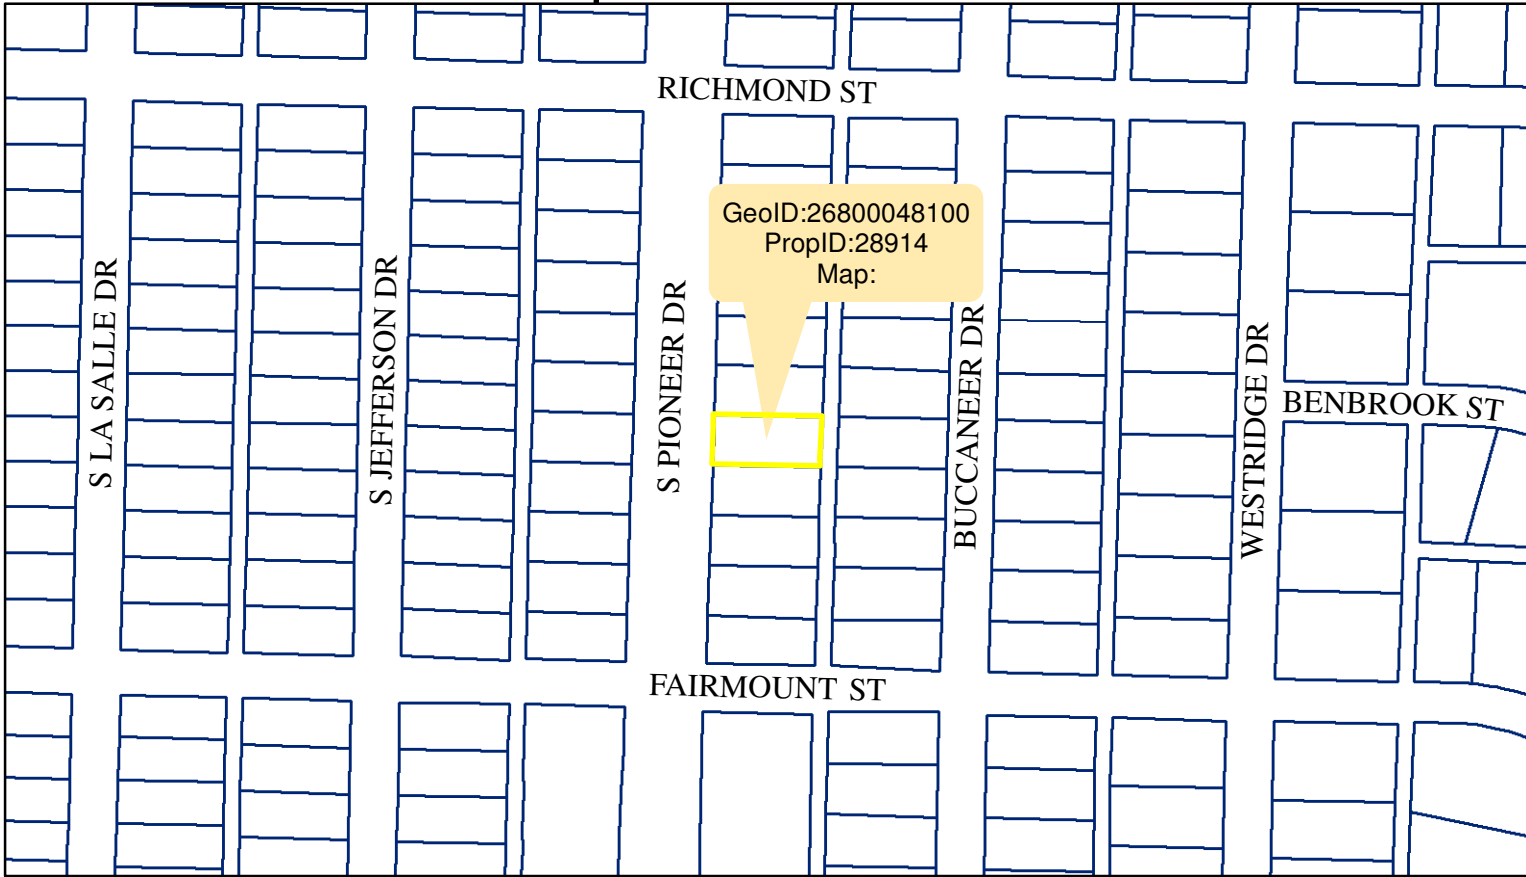 RICHMOND ST
GeoID:26800048100
PropID:28914
Map:
S LA SALLE DR
S JEFFERSON DR
S PIONEER DR
BUCCANEER DR
WESTRIDGE DR
BENBROOK ST
FAIRMOUNT ST